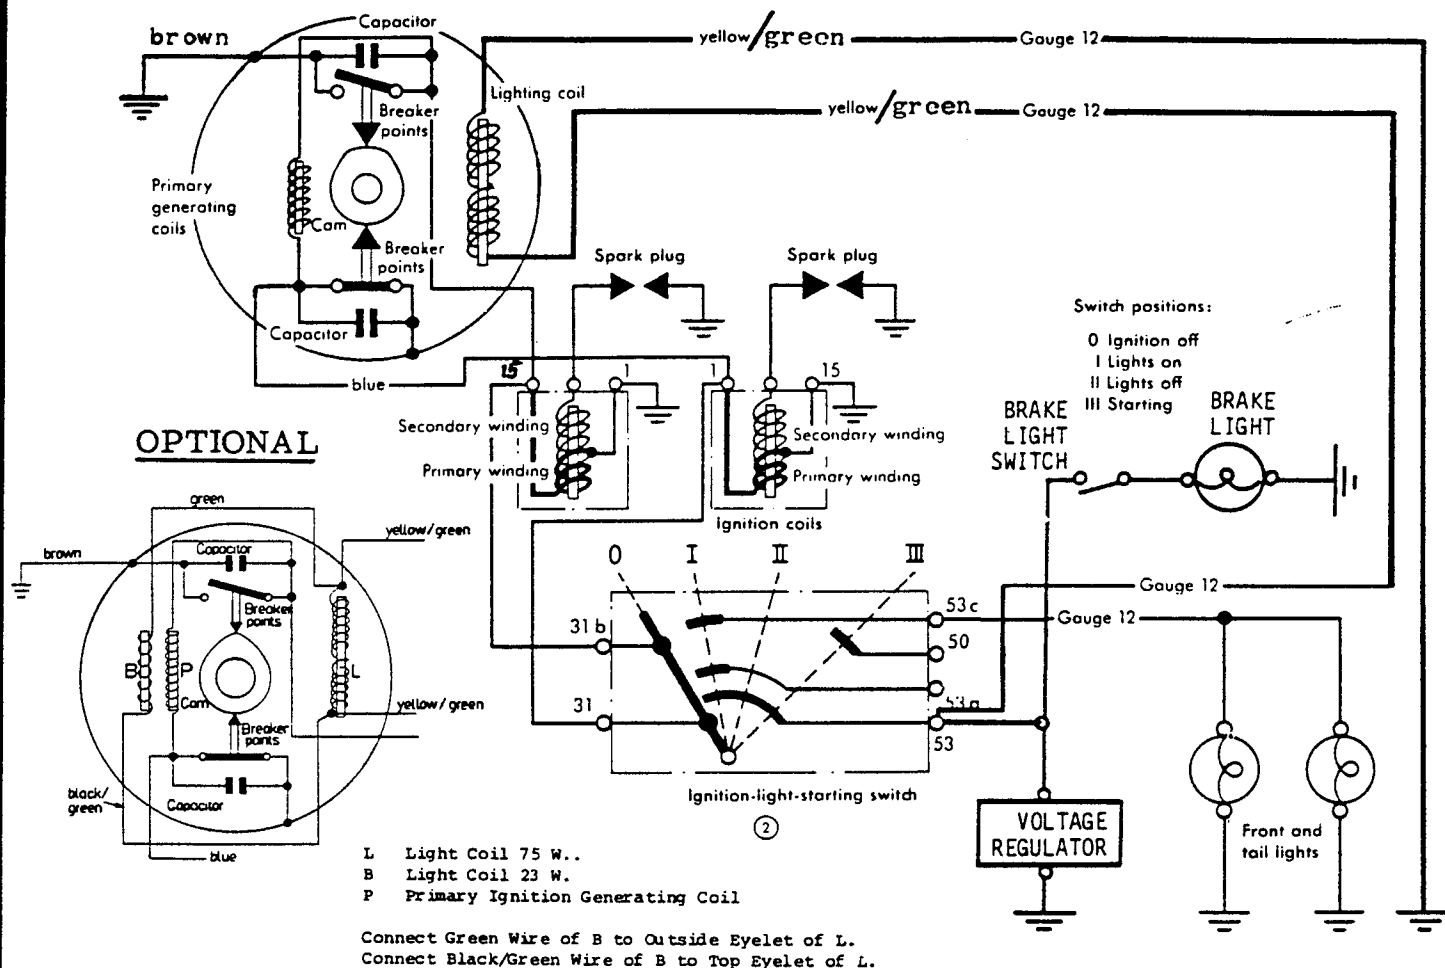 Capacitor
brown
yellow/green
Gauge 12
Lighting coil
yellow/green
Gauge 12
Breaker
points
Primary
generating
coils
Cam
Breaker
points
Spark plug
Spark plug
Capacitor
Switch positions:
0 Ignition off
I Lights on
II Lights off
III Starting
blue
15
1
1
15
BRAKE
LIGHT
SWITCH
BRAKE
LIGHT
Secondary winding
Primary winding
Secondary winding
Primary winding
Ignition coils
OPTIONAL
green
yellow/green
brown
Capacitor
Breaker
points
B
P
L
Cam
yellow/green
Breaker
points
black/
green
Capacitor
blue
0
I
II
III
Gauge 12
53c
Gauge 12
31 b
50
31
53a
53
Ignition-light-starting switch
2
VOLTAGE
REGULATOR
Front and
tail lights
L Light Coil 75 W..
B Light Coil 23 W.
P Primary Ignition Generating Coil
Connect Green Wire of B to Outside Eyelet of L.
Connect Black/Green Wire of B to Top Eyelet of L.